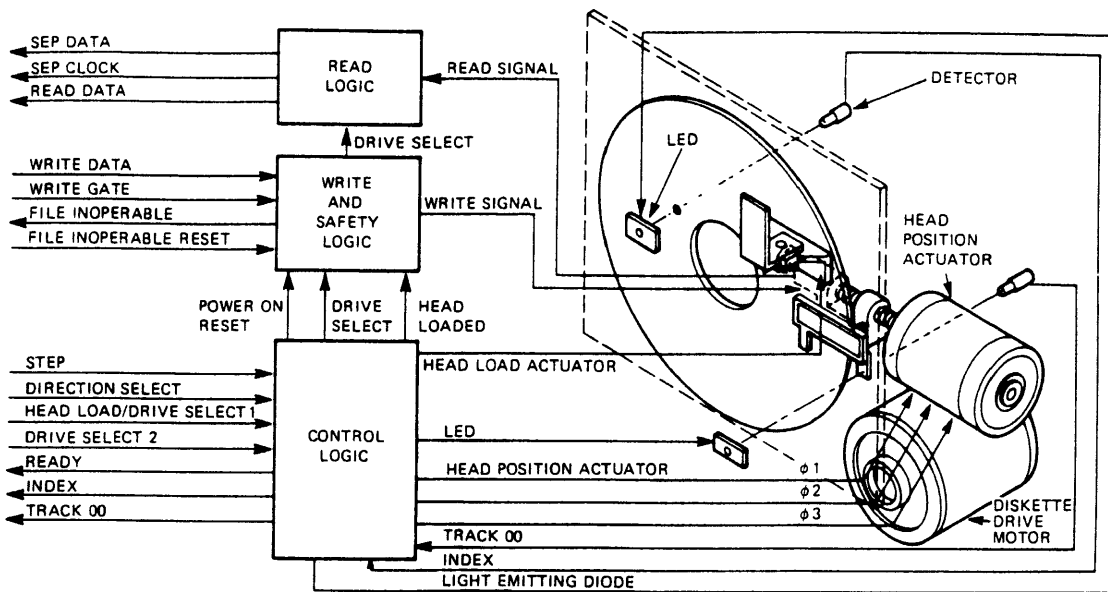 SEP DATA
SEP CLOCK
READ DATA
READ
LOGIC
READ SIGNAL
DETECTOR
LED
DRIVE SELECT
WRITE DATA
WRITE GATE
FILE INOPERABLE
FILE INOPERABLE RESET
WRITE
AND
SAFETY
LOGIC
WRITE SIGNAL
HEAD
POSITION
ACTUATOR
POWER ON
RESET
DRIVE
SELECT
HEAD
LOADED
HEAD LOAD ACTUATOR
STEP
DIRECTION SELECT
HEAD LOAD/DRIVE SELECT 1
DRIVE SELECT 2
READY
INDEX
TRACK 00
CONTROL
LOGIC
LED
HEAD POSITION ACTUATOR
ϕ1
ϕ2
ϕ3
DISKETTE
DRIVE
MOTOR
TRACK 00
INDEX
LIGHT EMITTING DIODE